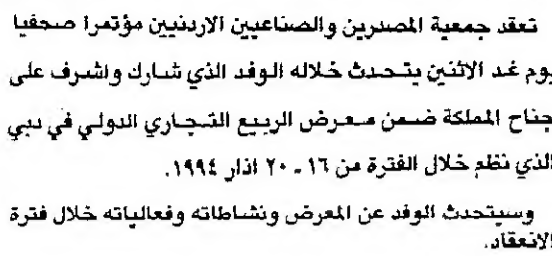 تعقد جمعية المصدرين والصناعيين الاردنيين مؤتمرا صحفيا
يوم غد الاثنين يتحدث خلاله الوفد الذي شارك واشرف على
جناح المملكة ضمن معرض الربيع التجاري الدولي في دبي
الذي نظم خلال الفترة من ١٦ - ٢٠ اذار ١٩٩٤.
وسيتحدث الوفد عن المعرض ونشاطاته وفعالياته خلال فترة
الانعقاد.